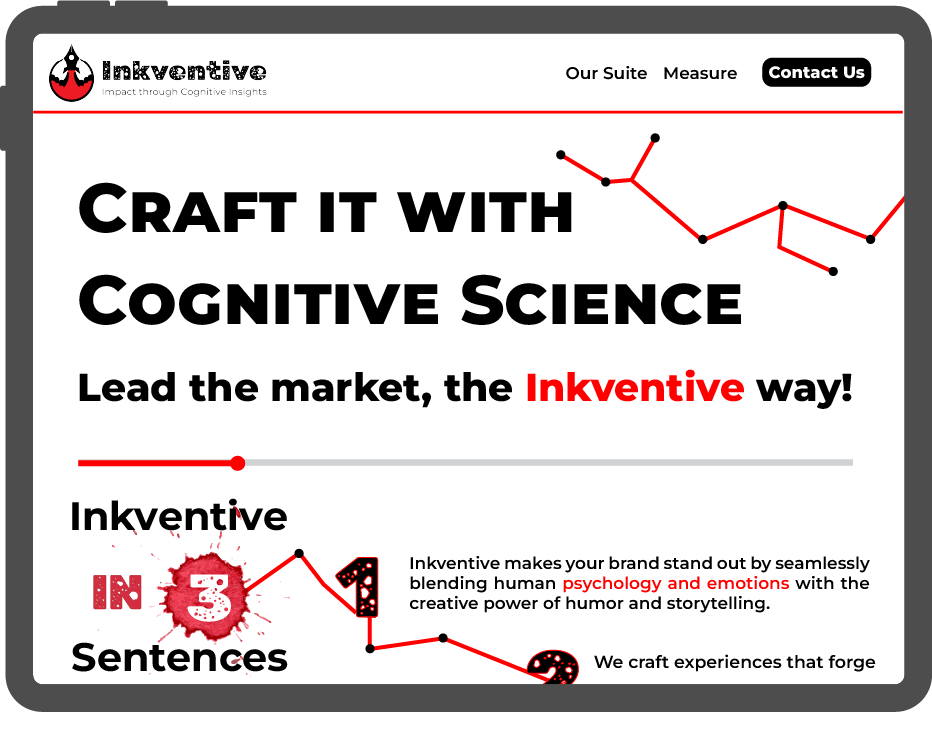 Inkventive
Impact through Cognitive Insights
Our Suite Measure Contact Us
Craft it with
Cognitive Science
Lead the market, the Inkventive way!
Inkventive
IN 3
Sentences
1
Inkventive makes your brand stand out by seamlessly
blending human psychology and emotions with the
creative power of humor and storytelling.
2
We craft experiences that forge